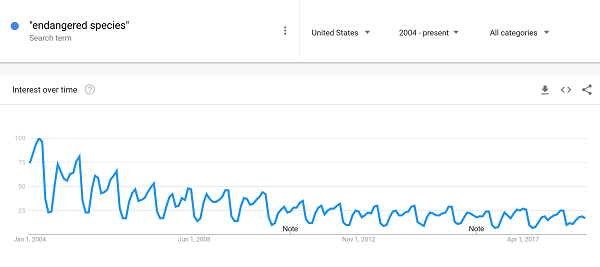 "endangered species"
Search term
United States
2004 - present
All categories
Interest over time
100
75
50
25
Note
Note
Jan 1, 2004
Jun 1, 2008
Nov 1, 2012
Apr 1, 2017